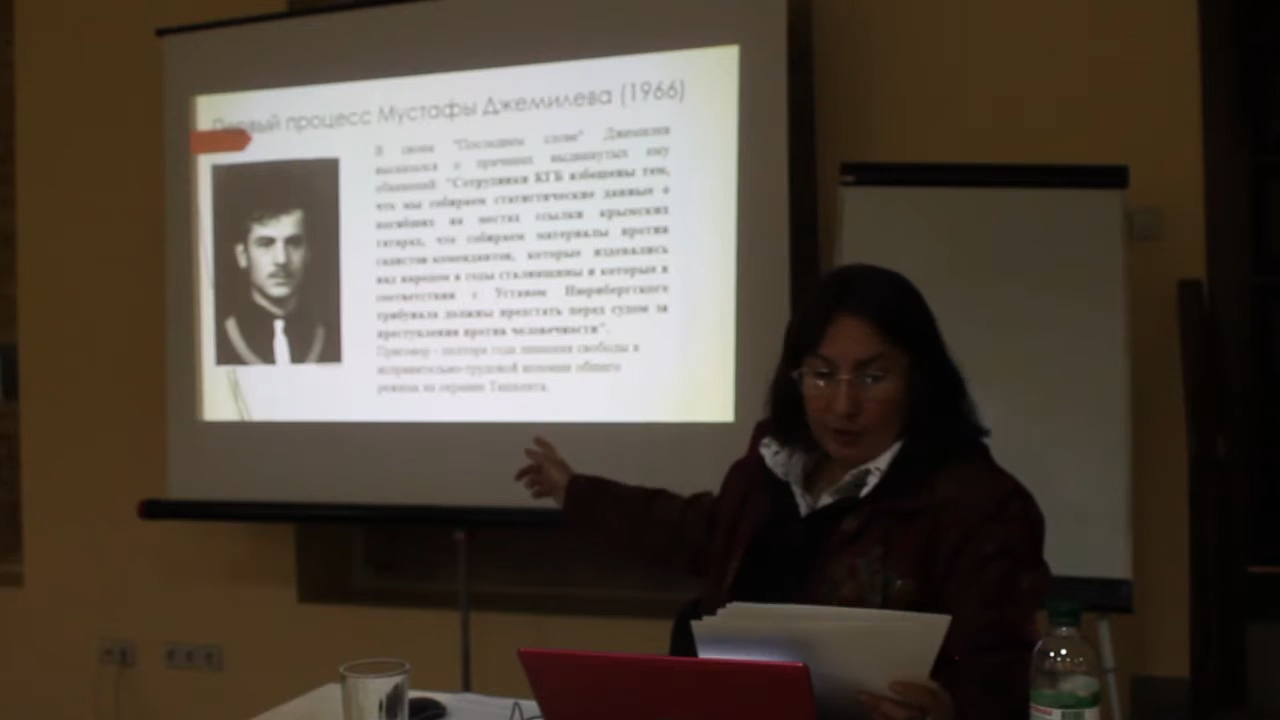 Первый процесс Мустафы Джемилева (1966)
В своем "Последнем слове" Джемилев
высказался о причинах выдвинутых ему
обвинений: "Сотрудники КГБ взбешены тем,
что мы собираем статистические данные о
погибших на местах ссылки крымских
татарах, что собираем материалы против
садистов-комендантов, которые издевались
над народом в годы сталинщины и которые в
соответствии с Уставом Нюрнбергского
трибунала должны предстать перед судом за
преступления против человечности".
Приговор - полтора года лишения свободы в
исправительно-трудовой колонии общего
режима на окраине Ташкента.